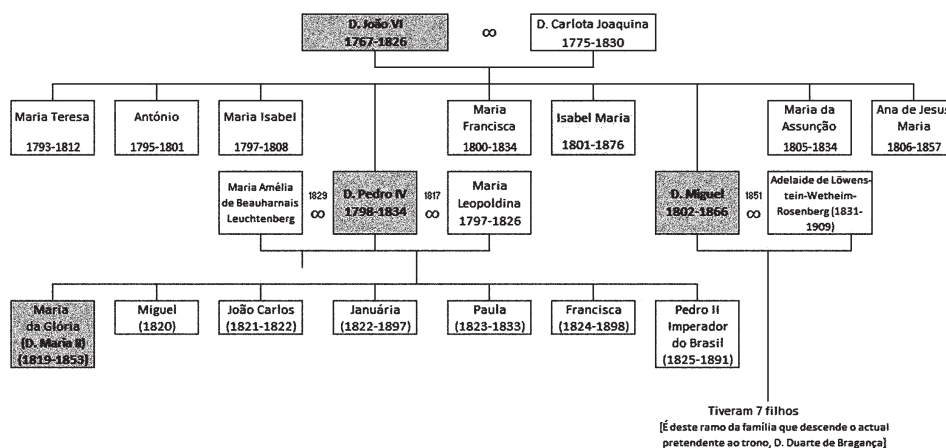 D. João VI
1767-1826
∞
D. Carlota Joaquina
1775-1830
Maria Teresa
1793-1812
António
1795-1801
Maria Isabel
1797-1808
Maria
Francisca
1800-1834
Isabel Maria
1801-1876
Maria da
Assunção
1805-1834
Ana de Jesus
Maria
1806-1857
Maria Amélia
de Beauharnais
Leuchtenberg
1829
∞
D. Pedro IV
1798-1834
1817
∞
Maria
Leopoldina
1797-1826
D. Miguel
1802-1866
1851
∞
Adelaide de Löwens-
tein-Wetheim-
Rosenberg (1831-
1909)
Maria
da Glória
(D. Maria II)
(1819-1853)
Miguel
(1820)
João Carlos
(1821-1822)
Januária
(1822-1897)
Paula
(1823-1833)
Francisca
(1824-1898)
Pedro II
Imperador
do Brasil
(1825-1891)
Tiveram 7 filhos
[É deste ramo da família que descende o actual
pretendente ao trono, D. Duarte de Bragança]